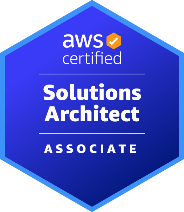 aws
certified
Solutions
Architect
ASSOCIATE